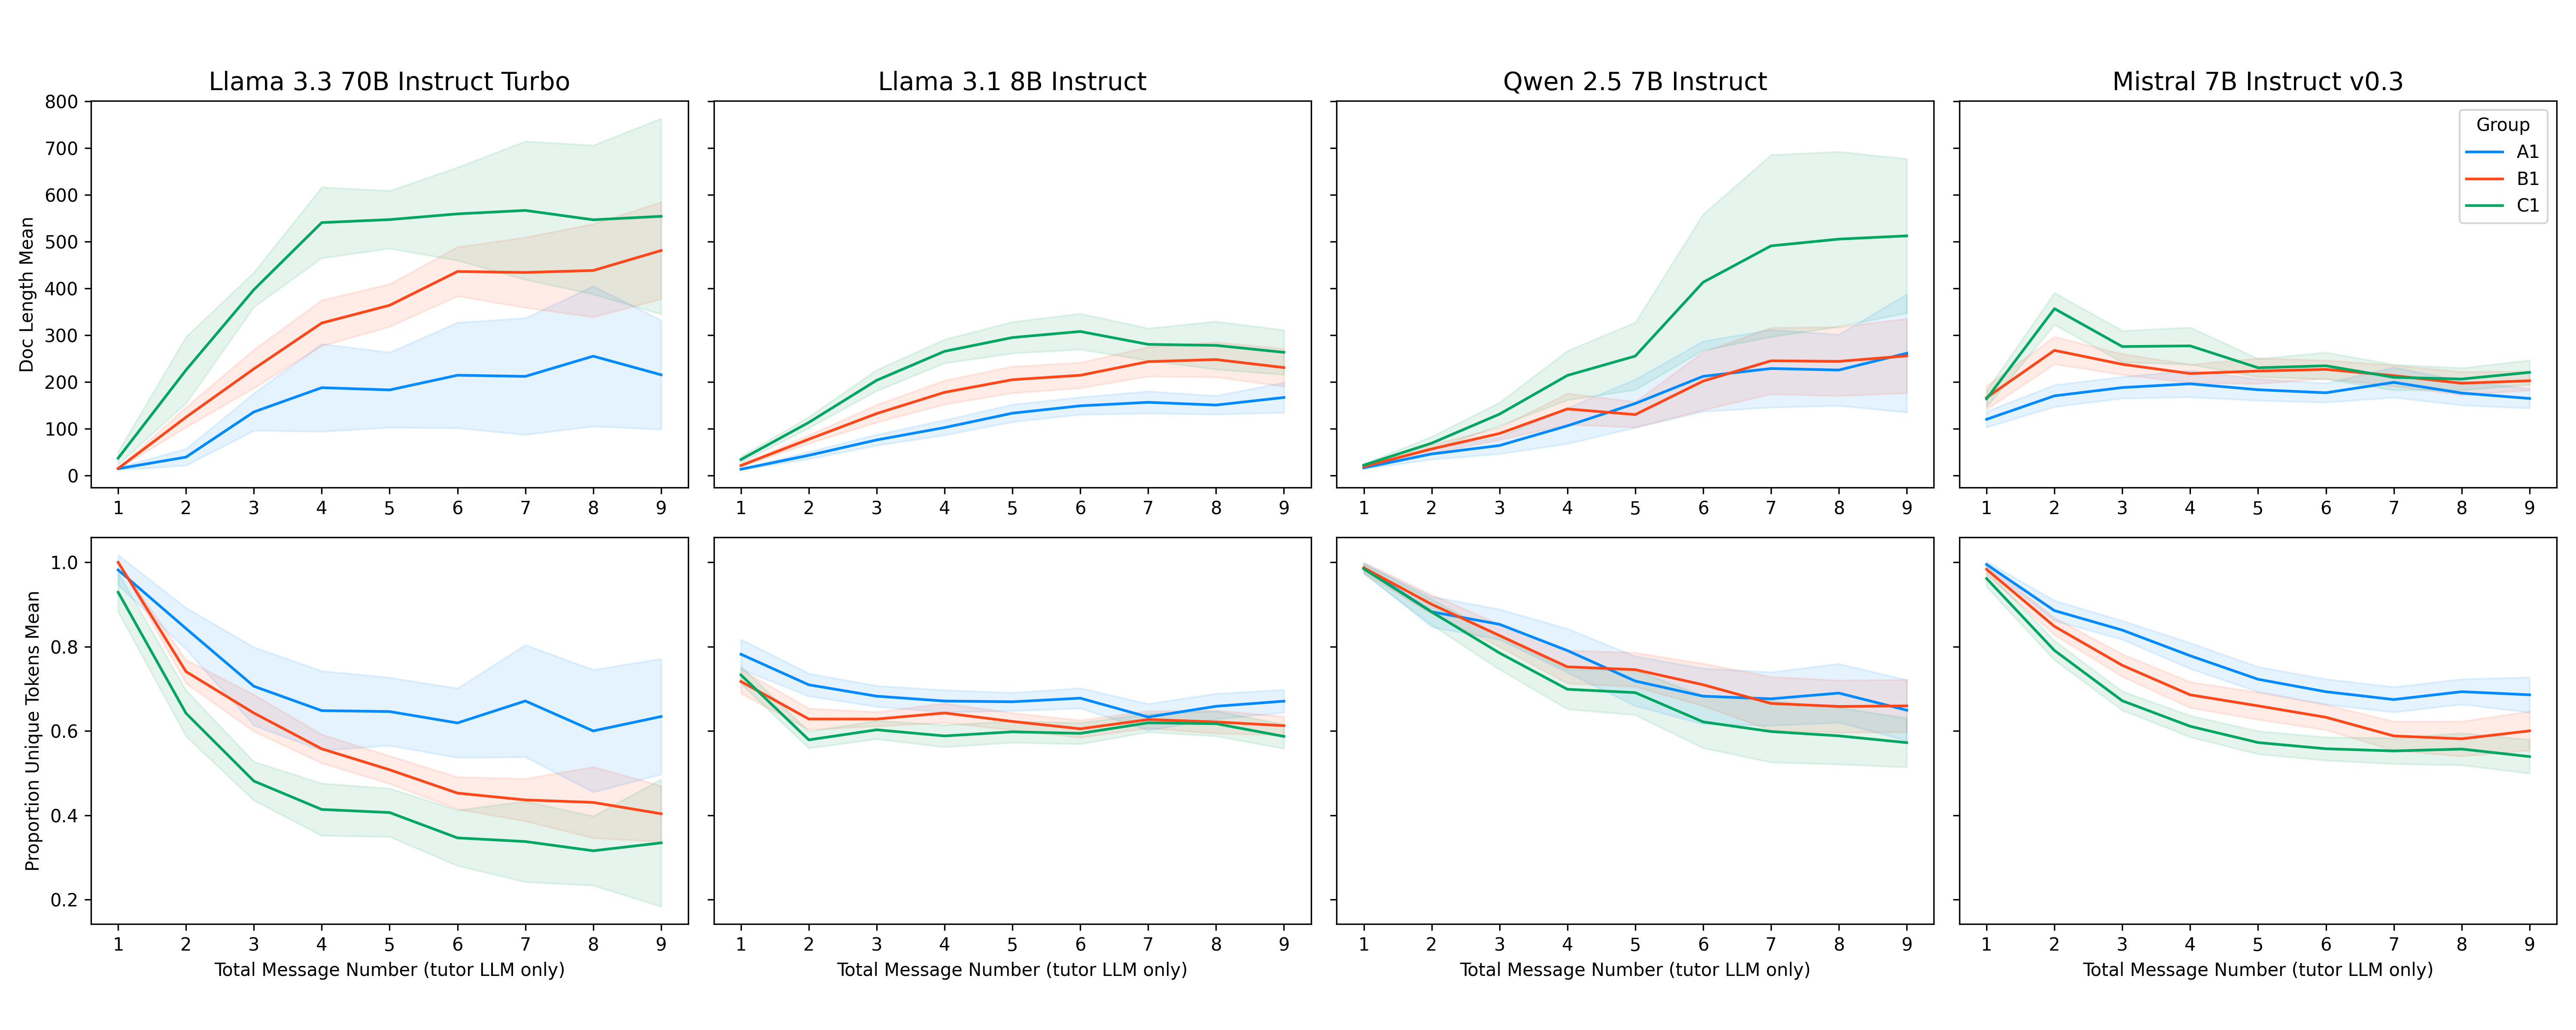 Llama 3.3 70B Instruct Turbo
Llama 3.1 8B Instruct
Qwen 2.5 7B Instruct
Mistral 7B Instruct v0.3
Doc Length Mean
800
700
600
500
400
300
200
100
0
Group
A1
B1
C1
1 2 3 4 5 6 7 8 9
1 2 3 4 5 6 7 8 9
1 2 3 4 5 6 7 8 9
1 2 3 4 5 6 7 8 9
Proportion Unique Tokens Mean
1.0
0.8
0.6
0.4
0.2
1 2 3 4 5 6 7 8 9
1 2 3 4 5 6 7 8 9
1 2 3 4 5 6 7 8 9
1 2 3 4 5 6 7 8 9
Total Message Number (tutor LLM only)
Total Message Number (tutor LLM only)
Total Message Number (tutor LLM only)
Total Message Number (tutor LLM only)